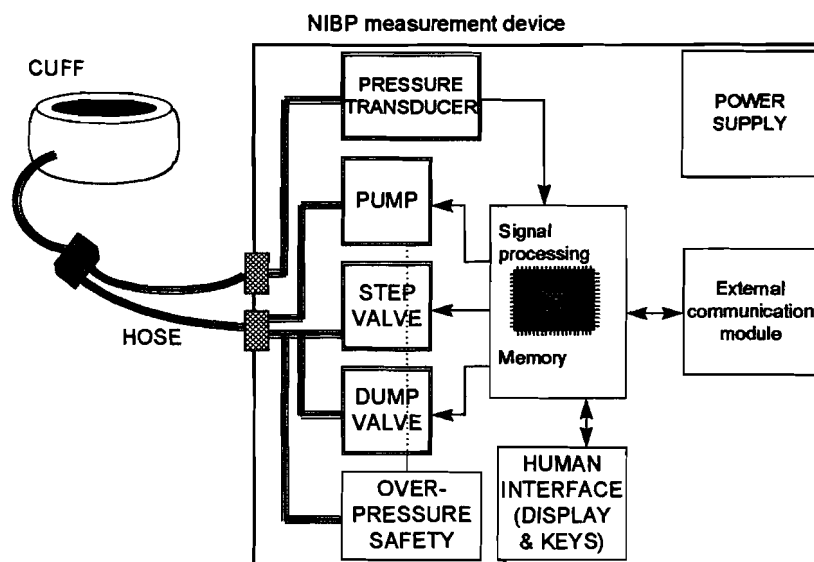 NIBP measurement device
CUFF
PRESSURE
TRANSDUCER
POWER
SUPPLY
PUMP
Signal
processing
STEP
VALVE
External
communication
module
HOSE
Memory
DUMP
VALVE
OVER-
PRESSURE
SAFETY
HUMAN
INTERFACE
(DISPLAY
& KEYS)